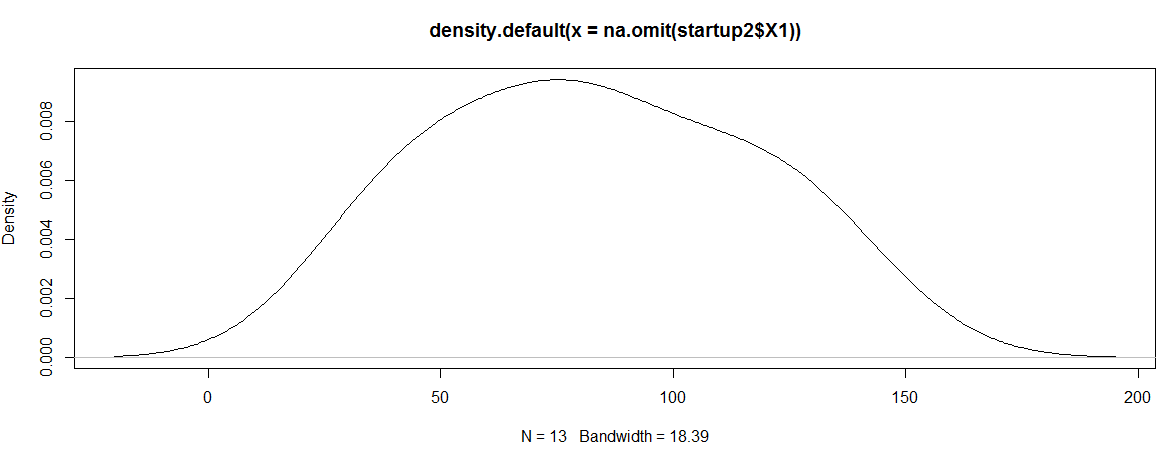 density.default(x = na.omit(startup2$X1))
Density
0.008
0.006
0.004
0.002
0.000
0 50 100 150 200
N = 13   Bandwidth = 18.39